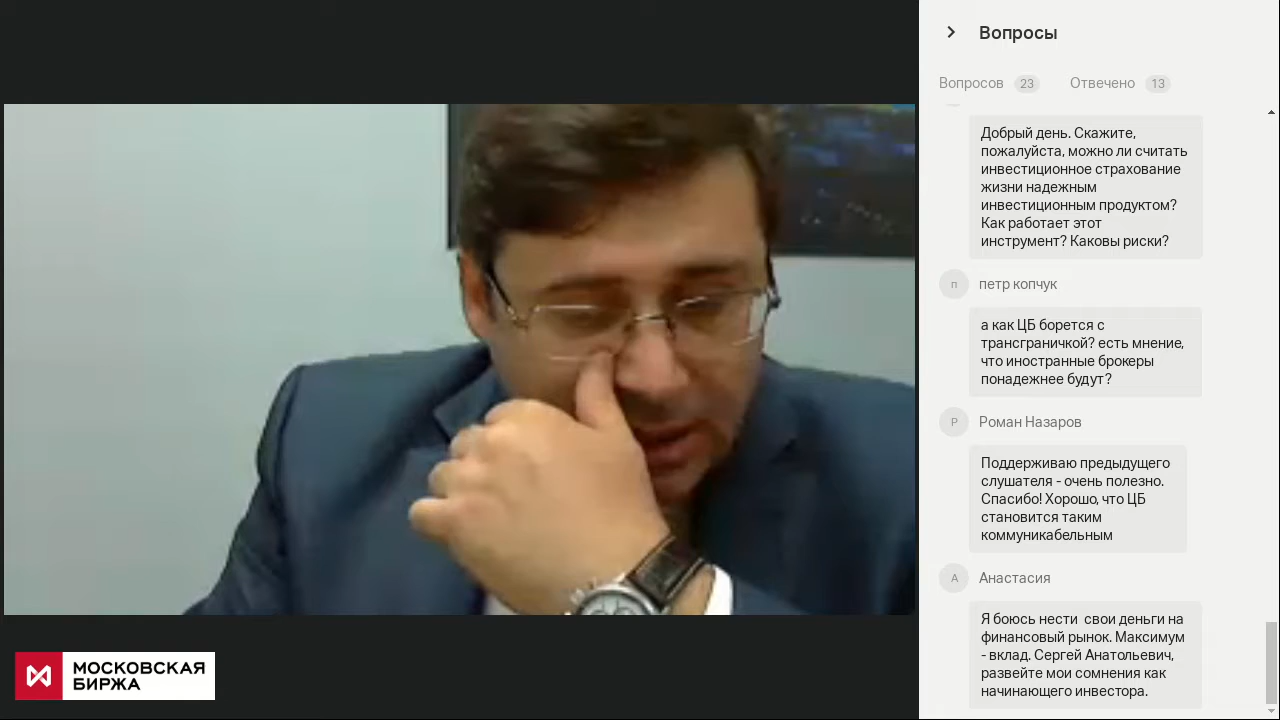 Вопросы
Вопросов 23 Отвечено 13
Добрый день. Скажите,
пожалуйста, можно ли считать
инвестиционное страхование
жизни надежным
инвестиционным продуктом?
Как работает этот
инструмент? Каковы риски?
п петр копчук
а как ЦБ борется с
трансграничкой? есть мнение,
что иностранные брокеры
понадежнее будут?
Р Роман Назаров
Поддерживаю предыдущего
слушателя - очень полезно.
Спасибо! Хорошо, что ЦБ
становится таким
коммуникабельным
А Анастасия
Я боюсь нести  свои деньги на
финансовый рынок. Максимум
- вклад. Сергей Анатольевич,
развейте мои сомнения как
начинающего инвестора.
МОСКОВСКАЯ
БИРЖА